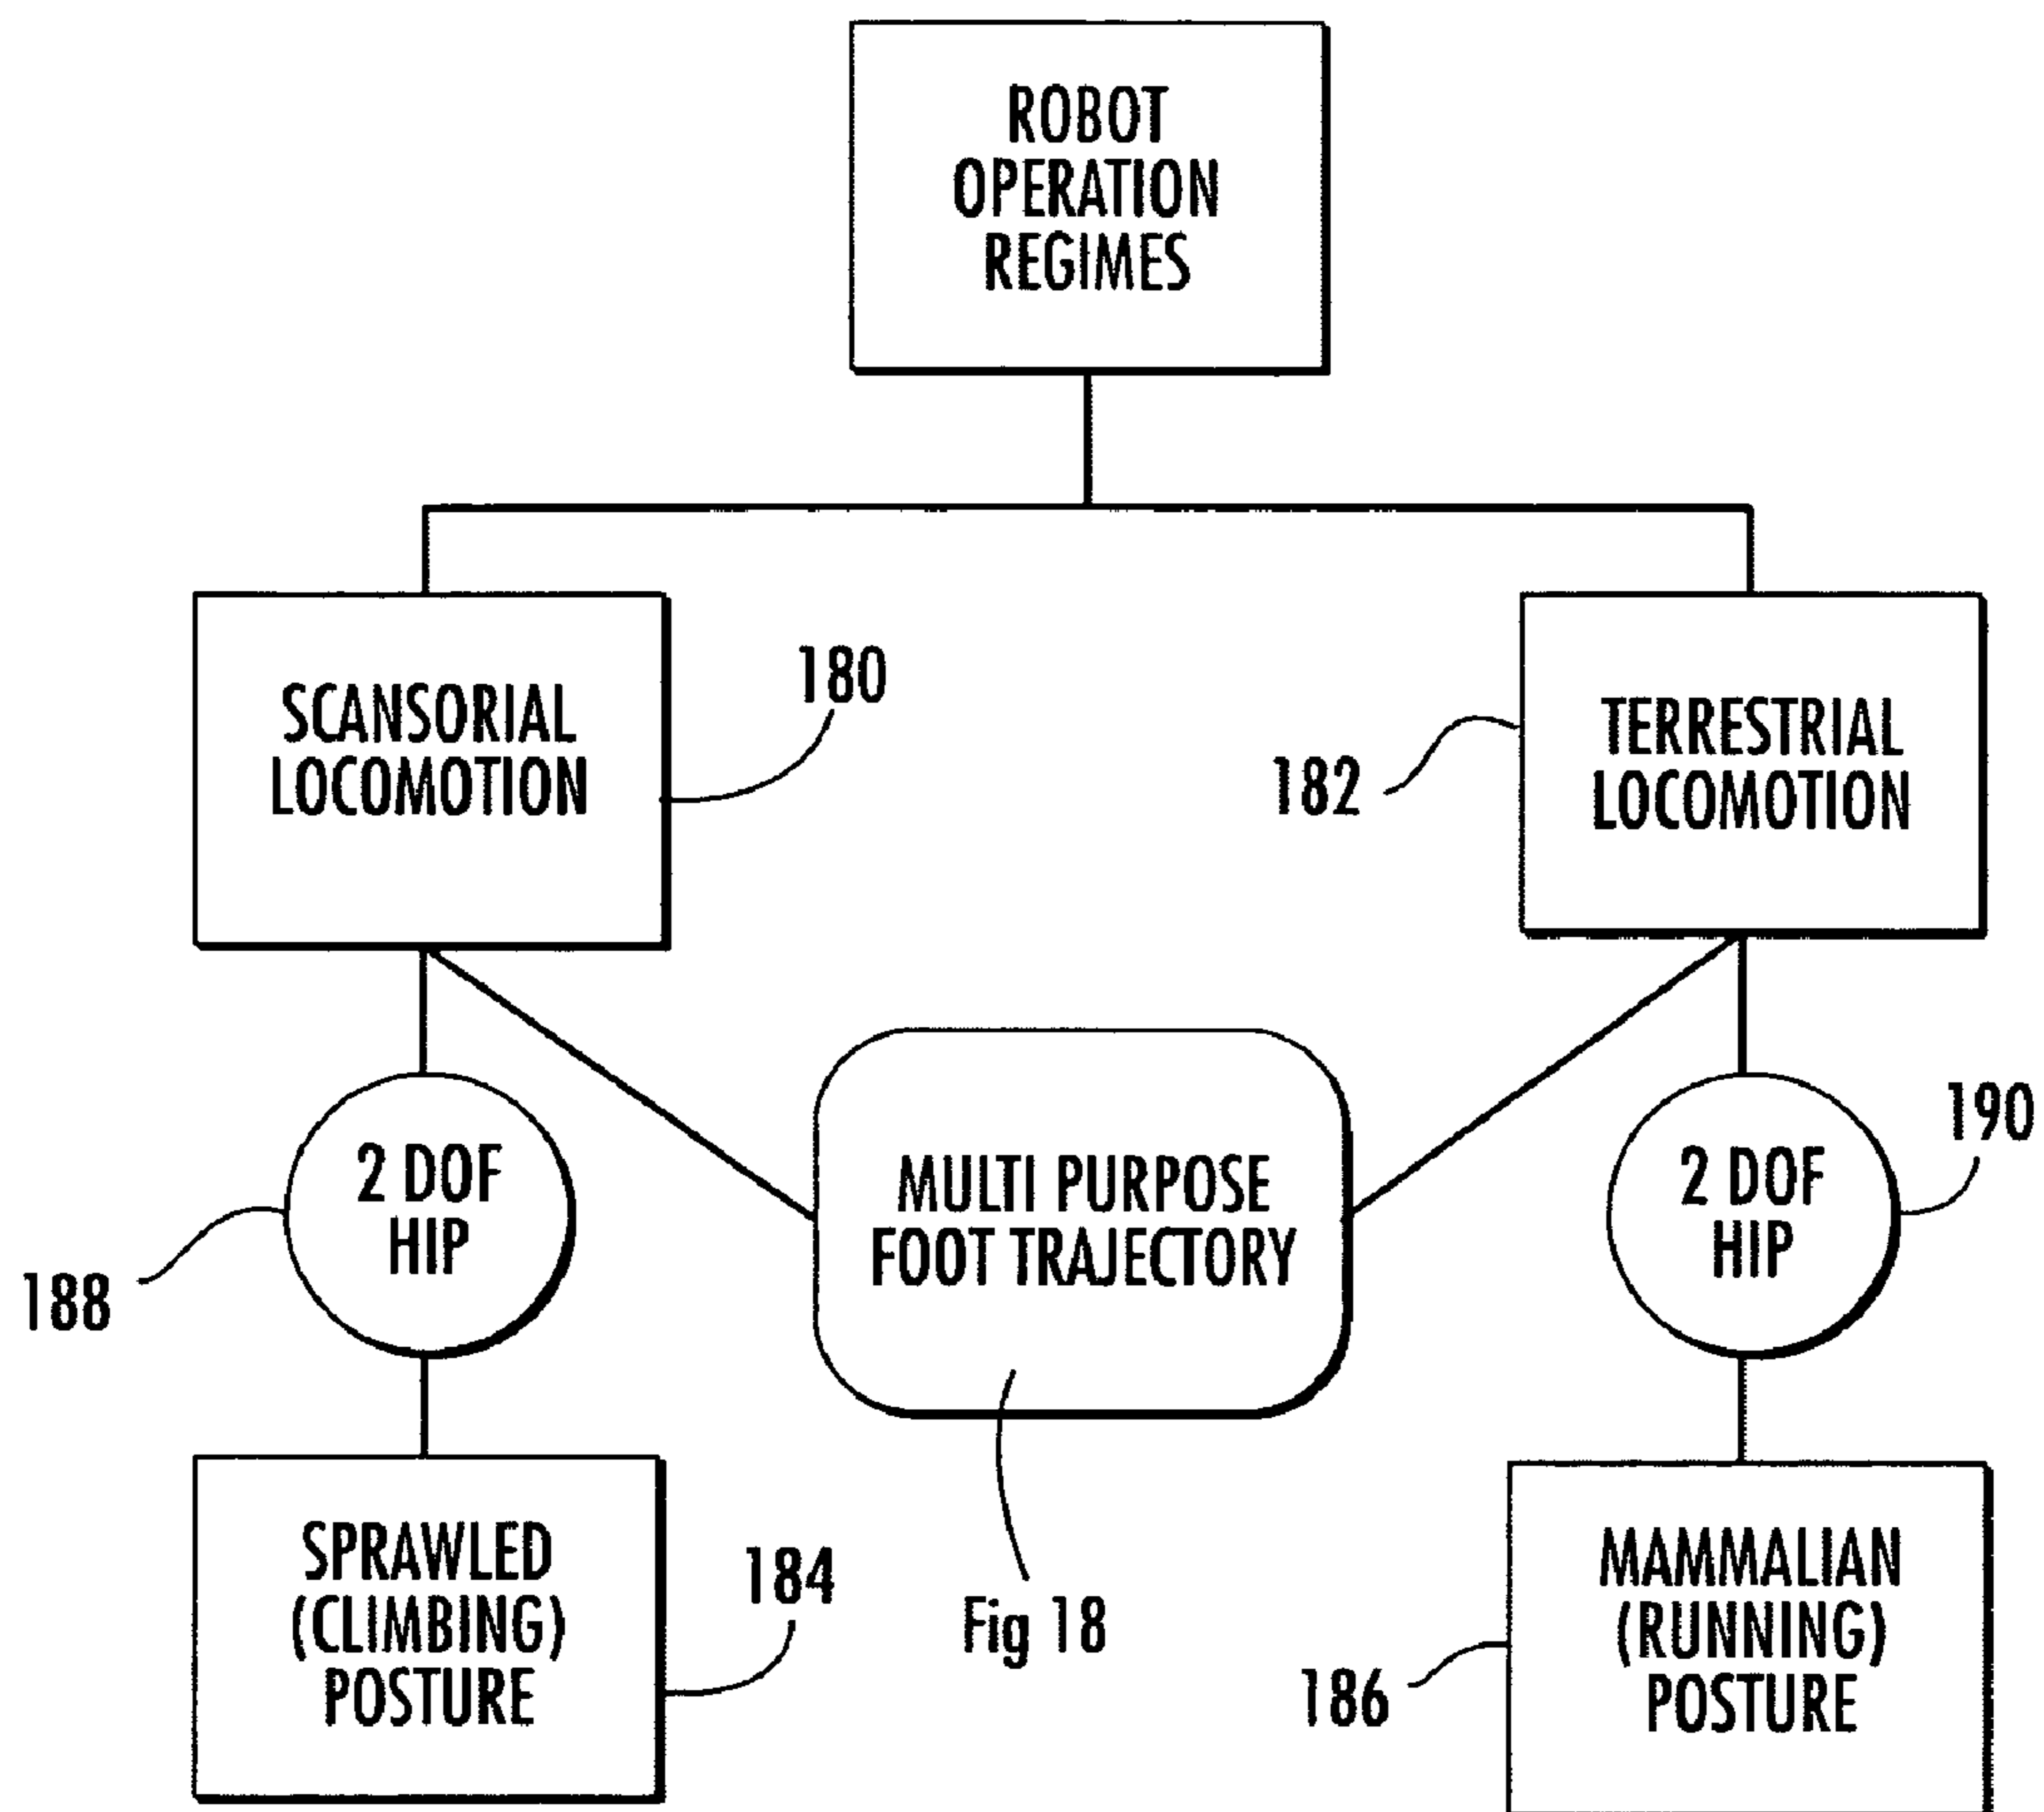 ROBOT
OPERATION
REGIMES
SCANSORIAL
LOCOMOTION
180
182
TERRESTRIAL
LOCOMOTION
188
2 DOF
HIP
MULTI PURPOSE
FOOT TRAJECTORY
Fig 18
2 DOF
HIP
190
SPRAWLED
(CLIMBING)
POSTURE
184
186
MAMMALIAN
(RUNNING)
POSTURE